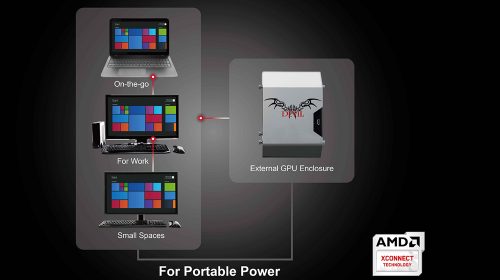 On-the-go
For Work
Small Spaces
DEVIL
External GPU Enclosure
For Portable Power
AMD
XCONNECT
TECHNOLOGY